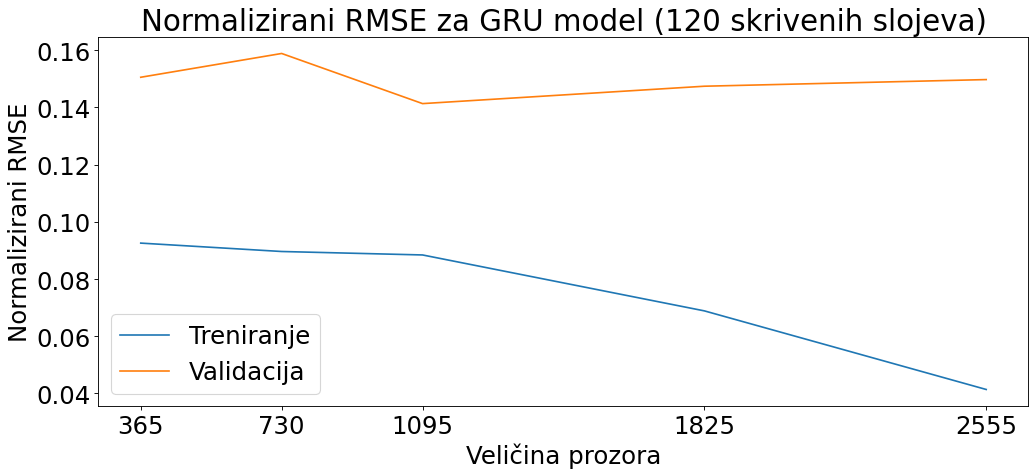 Normalizirani RMSE za GRU model (120 skrivenih slojeva)
Normalizirani RMSE
0.16
0.14
0.12
0.10
0.08
0.06
0.04
Treniranje
Validacija
365 730 1095 1825 2555
Veličina prozora